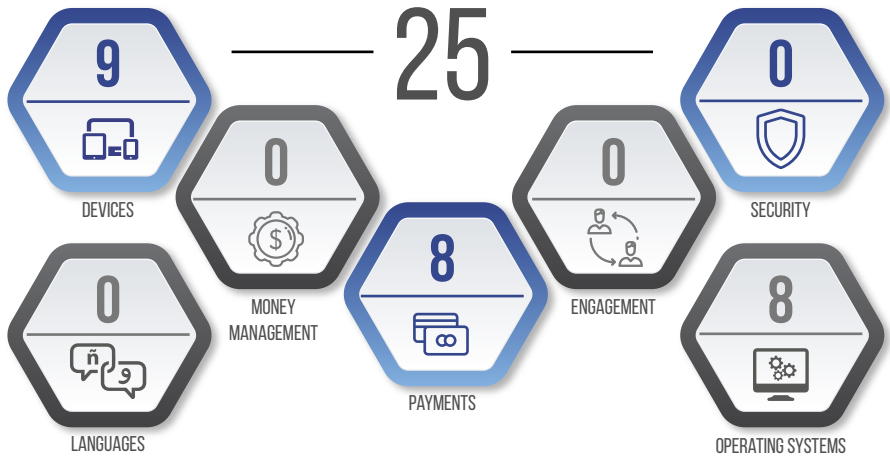 25
9
DEVICES
0
SECURITY
0
MONEY
MANAGEMENT
0
ENGAGEMENT
8
PAYMENTS
0
ñ
و
LANGUAGES
8
OPERATING SYSTEMS